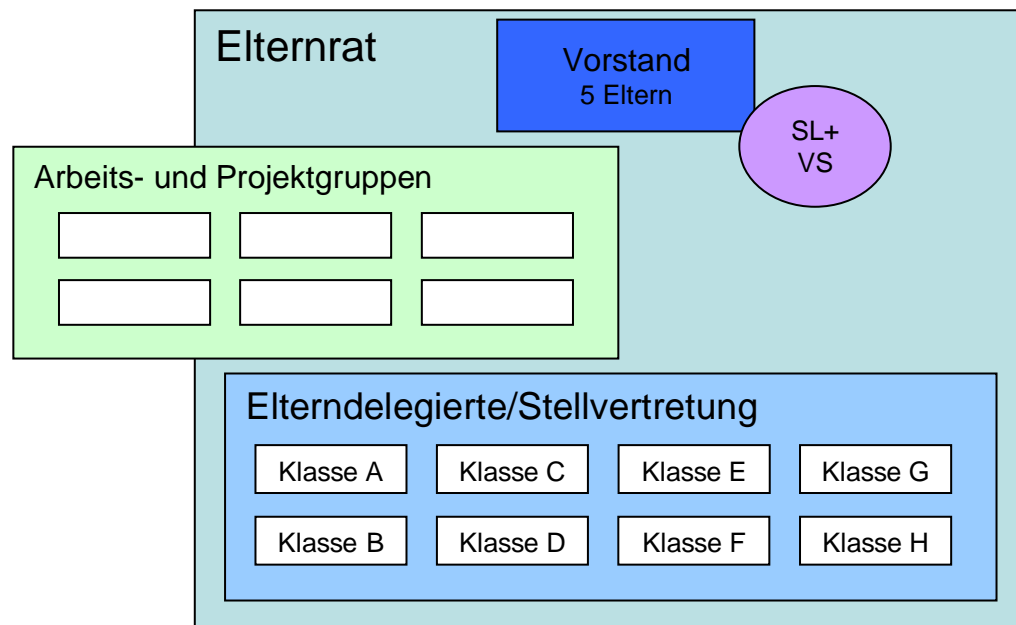 Elternrat
Vorstand
5 Eltern
SL+
VS
Arbeits- und Projektgruppen
Elterndelegierte/Stellvertretung
Klasse A
Klasse C
Klasse E
Klasse G
Klasse B
Klasse D
Klasse F
Klasse H